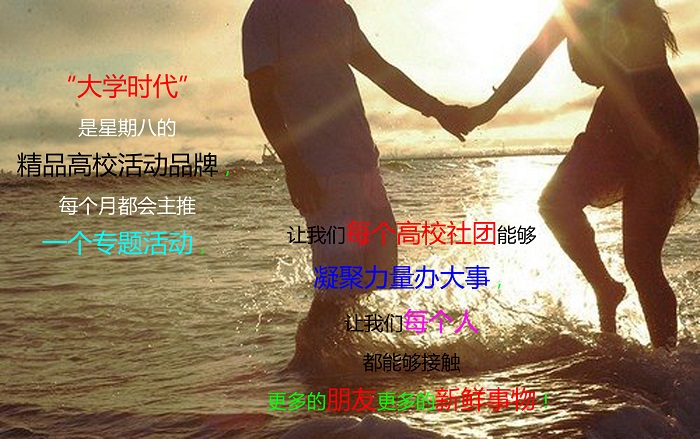 “大学时代”
是星期八的
精品高校活动品牌，
每个月都会主推
一个专题活动，
让我们每个高校社团能够
凝聚力量办大事，
让我们每个人
都能够接触
更多的朋友更多的新鲜事物！